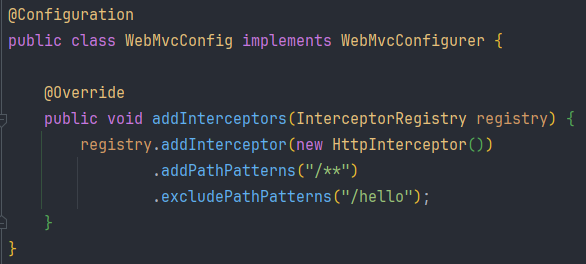 @Configuration
public class WebMvcConfig implements WebMvcConfigurer {
@Override
public void addInterceptors(InterceptorRegistry registry) {
registry.addInterceptor(new HttpInterceptor())
.addPathPatterns("/**")
.excludePathPatterns("/hello");
}
}